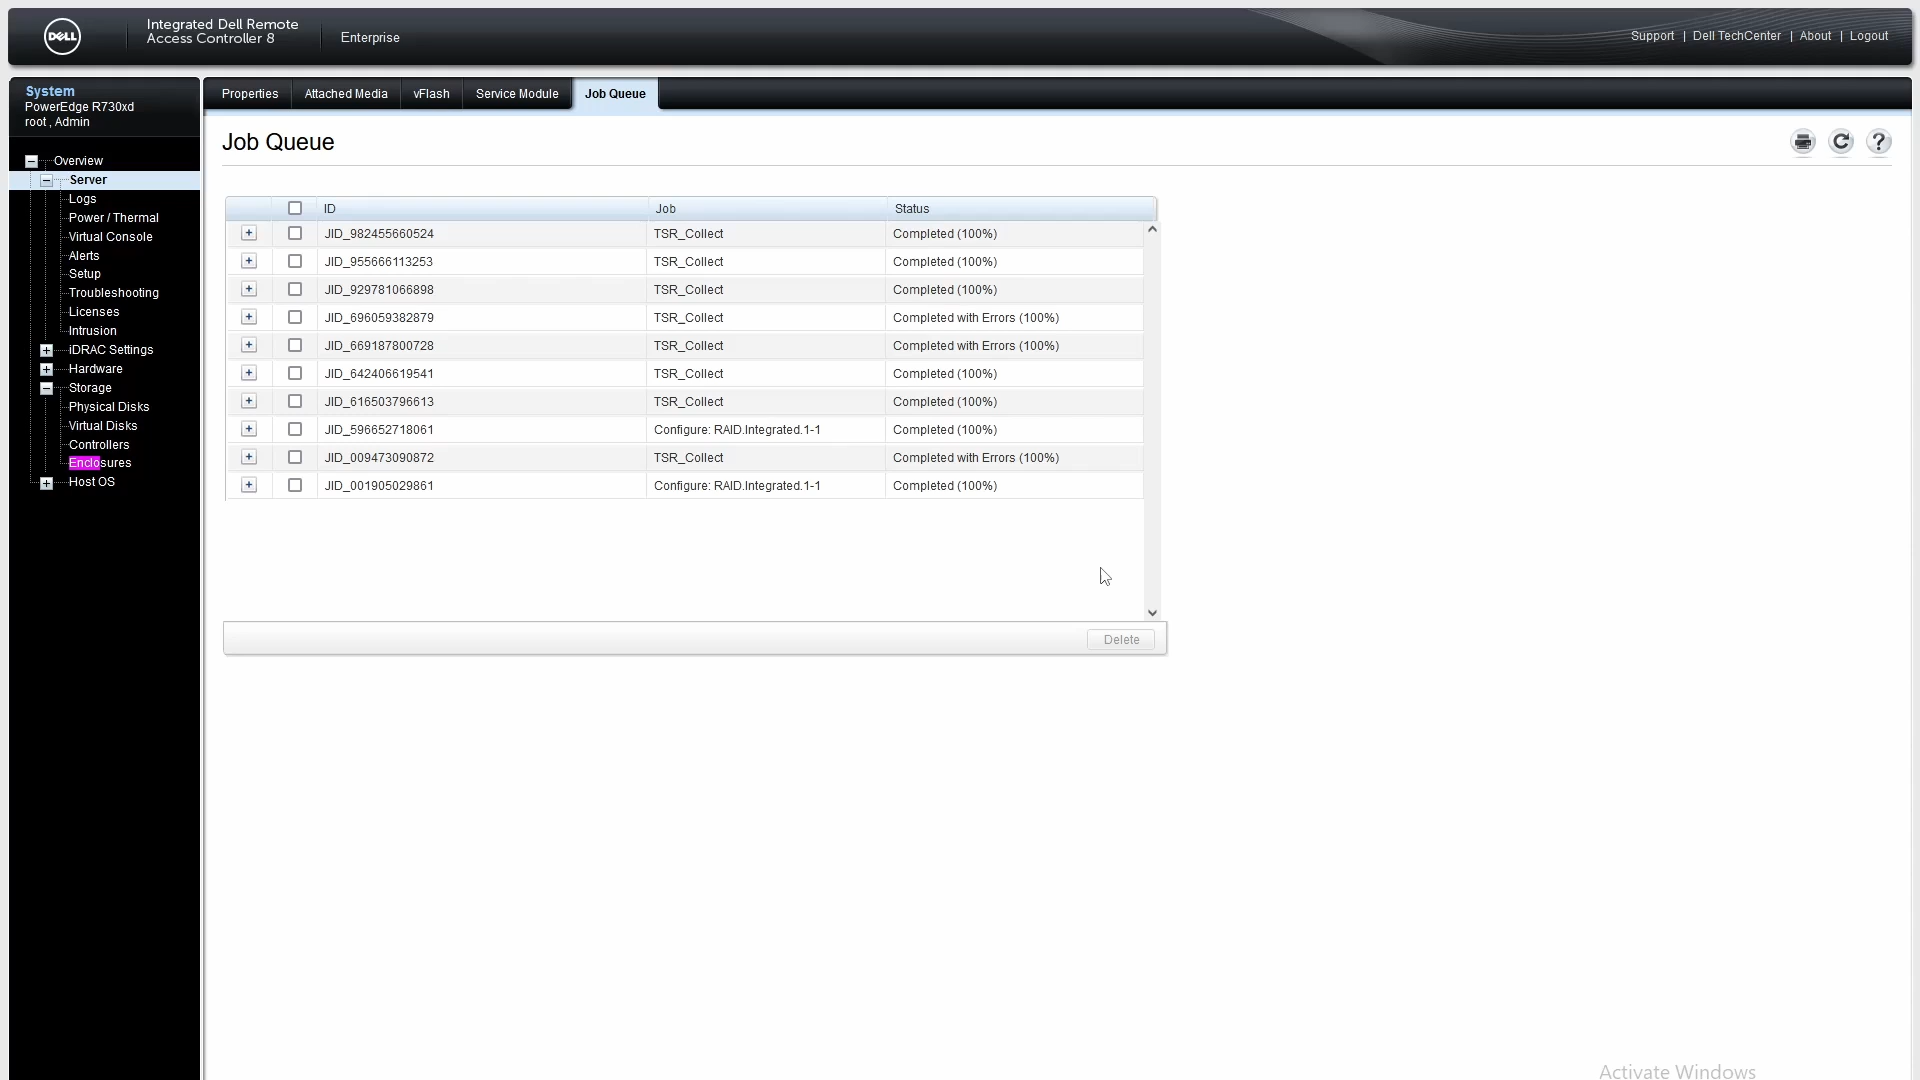 DELL
Integrated Dell Remote
Access Controller 8
Enterprise
Support | Dell TechCenter | About | Logout
System
PowerEdge R730xd
root , Admin
Overview
Server
Logs
Power / Thermal
Virtual Console
Alerts
Setup
Troubleshooting
Licenses
Intrusion
iDRAC Settings
Hardware
Storage
Physical Disks
Virtual Disks
Controllers
Enclosures
Host OS
Properties Attached Media vFlash Service Module Job Queue
Job Queue
ID Job Status
JID_982455660524 TSR_Collect Completed (100%)
JID_955666113253 TSR_Collect Completed (100%)
JID_929781066898 TSR_Collect Completed (100%)
JID_696059382879 TSR_Collect Completed with Errors (100%)
JID_669187800728 TSR_Collect Completed with Errors (100%)
JID_642406619541 TSR_Collect Completed (100%)
JID_616503796613 TSR_Collect Completed (100%)
JID_596652718061 Configure: RAID.Integrated.1-1 Completed (100%)
JID_009473090872 TSR_Collect Completed with Errors (100%)
JID_001905029861 Configure: RAID.Integrated.1-1 Completed (100%)
Delete
Activate Windows